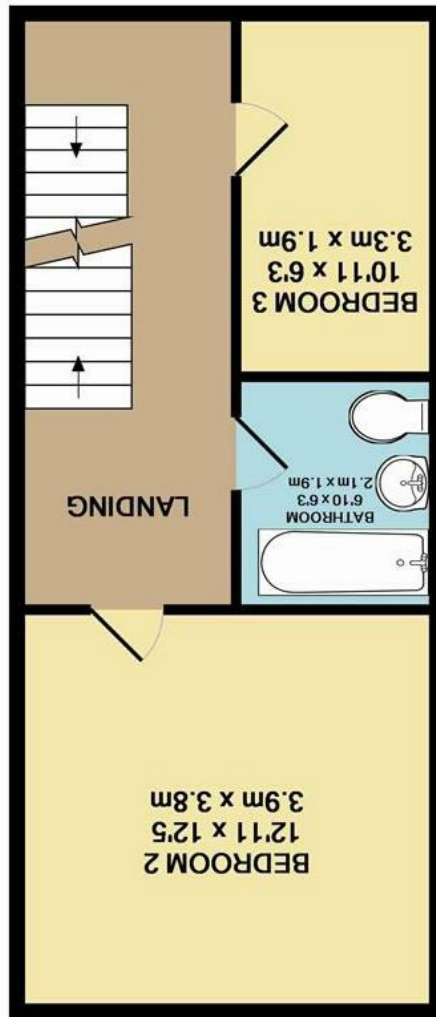 BEDROOM 2
12'11 x 12'5
3.9m x 3.8m
LANDING
BATHROOM
6'10 x 6'3
2.1m x 1.9m
BEDROOM 3
10'11 x 6'3
3.3m x 1.9m